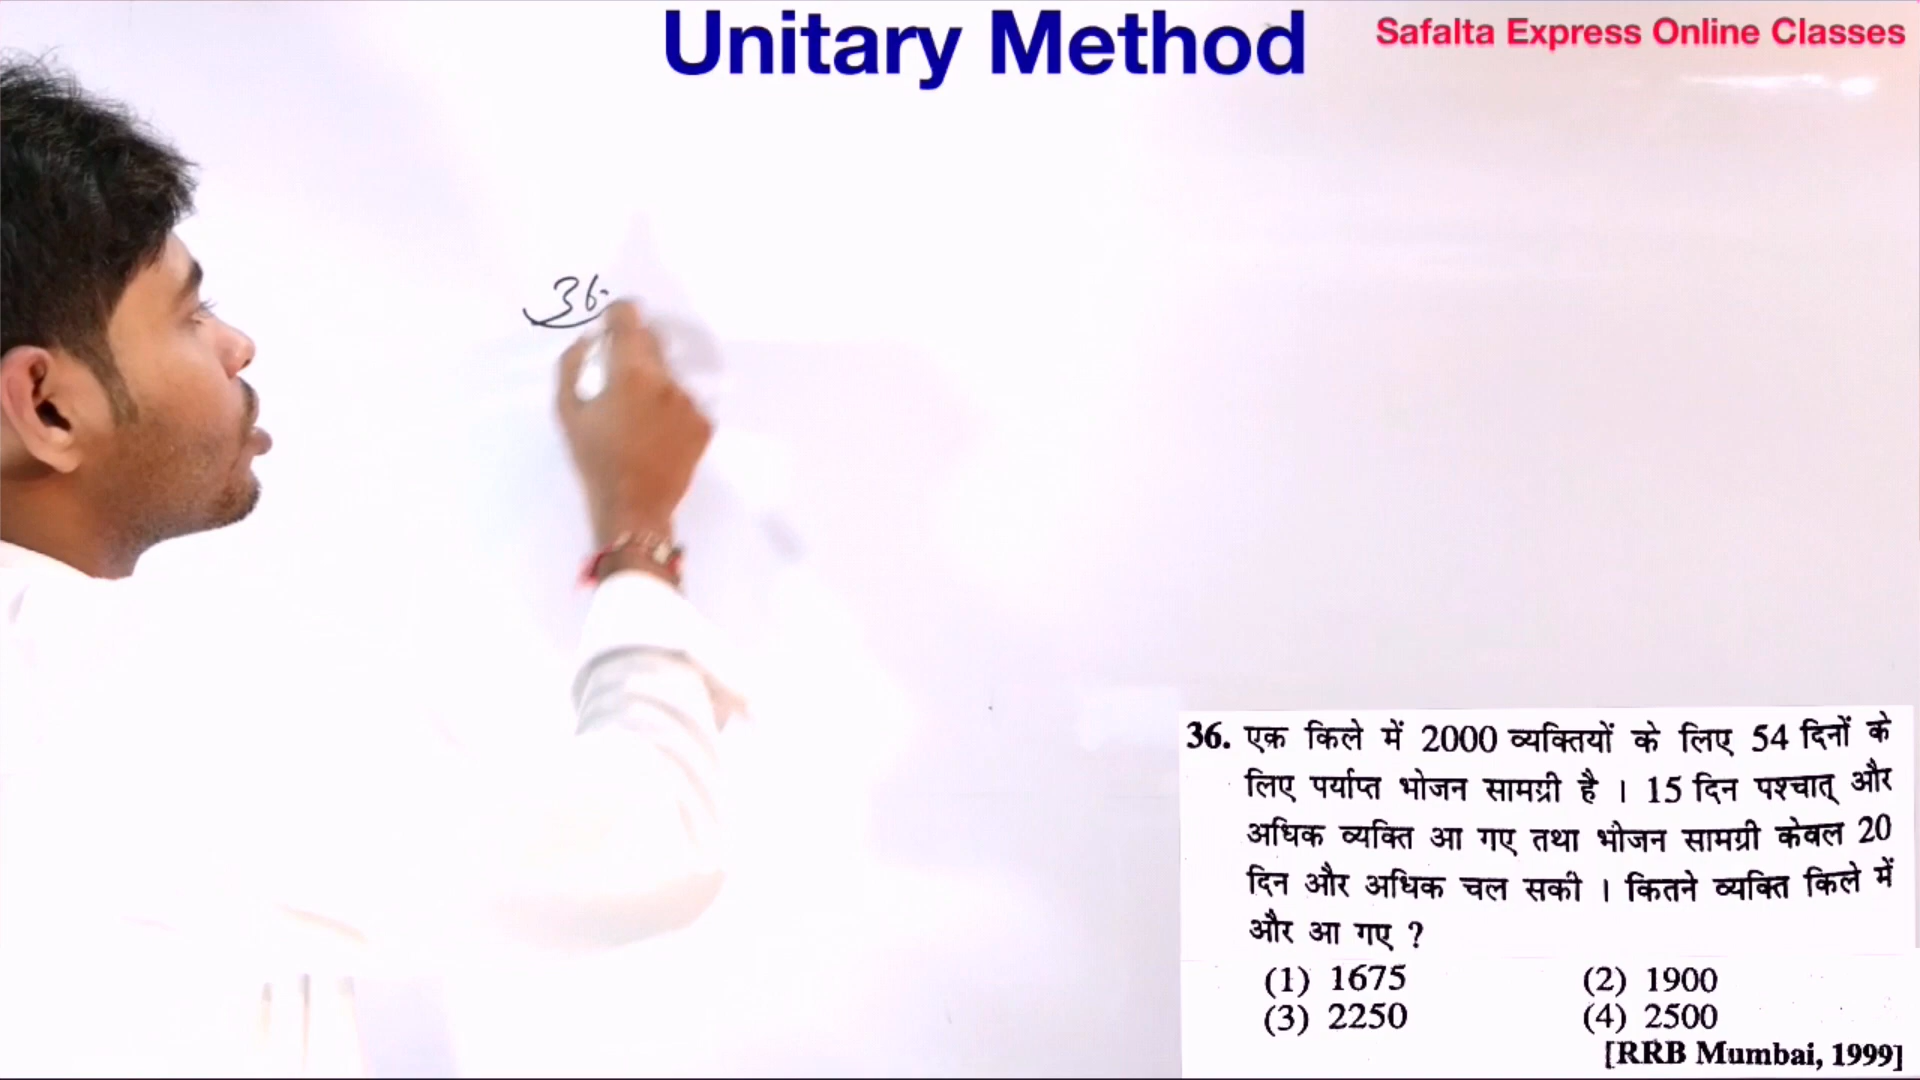 Unitary Method
Safalta Express Online Classes
36.
36. एक किले में 2000 व्यक्तियों के लिए 54 दिनों के
लिए पर्याप्त भोजन सामग्री है । 15 दिन पश्चात् और
अधिक व्यक्ति आ गए तथा भोजन सामग्री केवल 20
दिन और अधिक चल सकी । कितने व्यक्ति किले में
और आ गए ?
(1) 1675 (2) 1900
(3) 2250 (4) 2500
[RRB Mumbai, 1999]